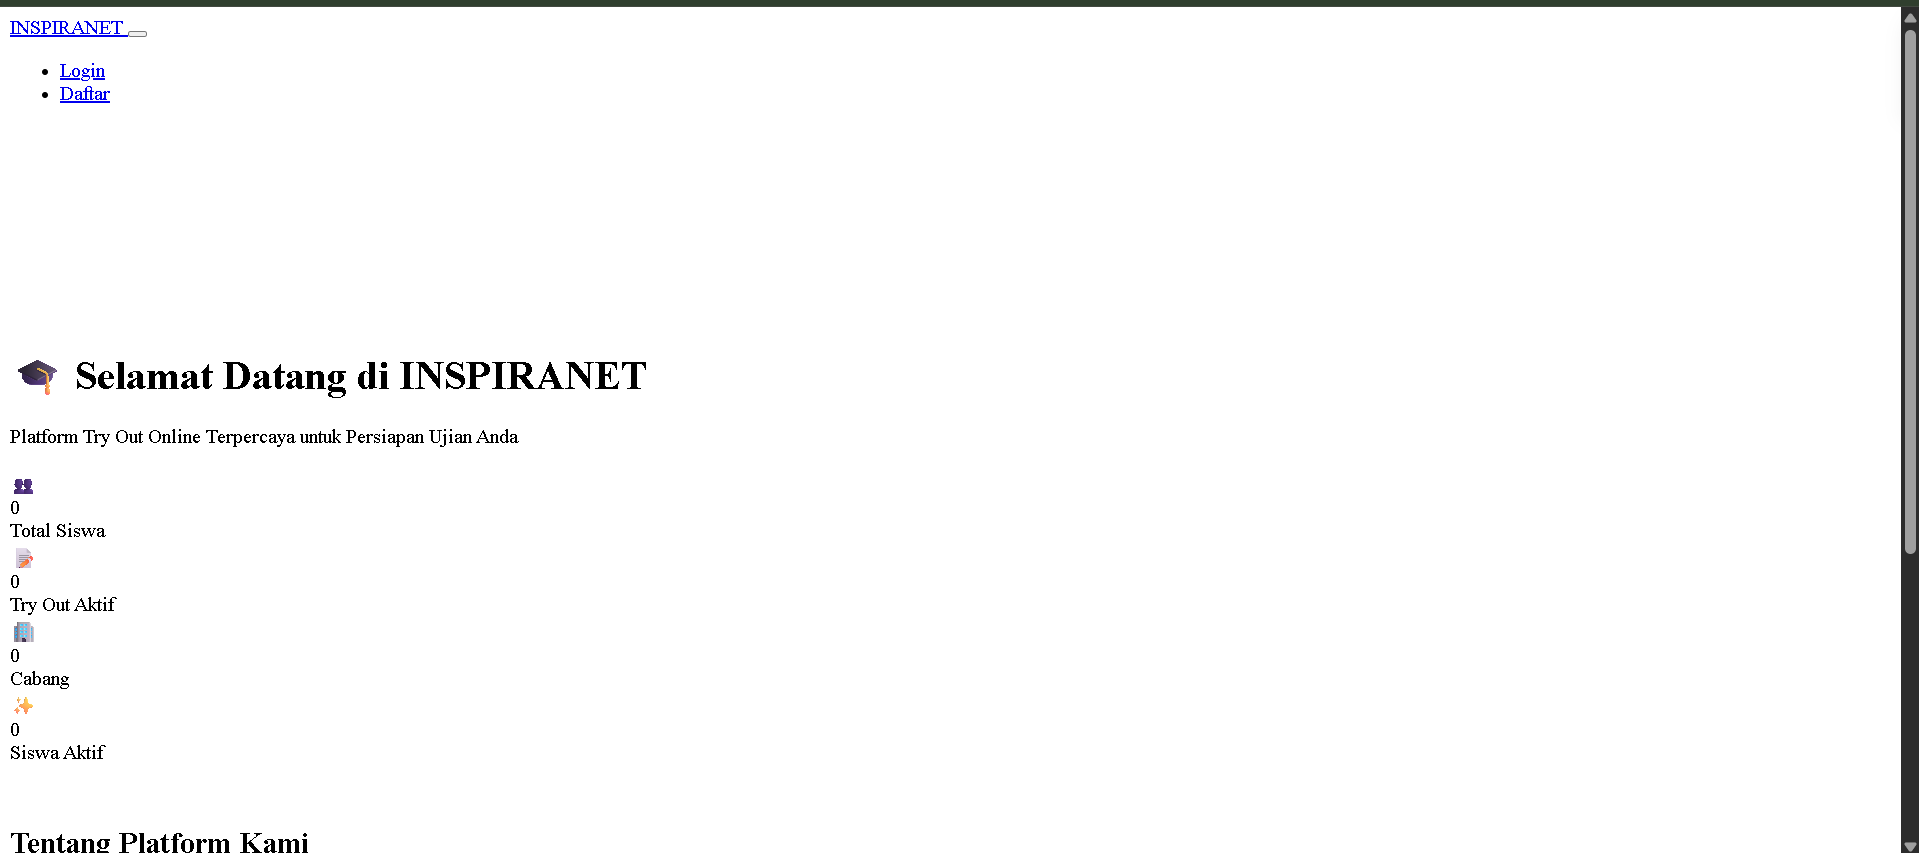 INSPIRANET
Login
Daftar
Selamat Datang di INSPIRANET
Platform Try Out Online Terpercaya untuk Persiapan Ujian Anda
0
Total Siswa
0
Try Out Aktif
0
Cabang
0
Siswa Aktif
Tentang Platform Kami